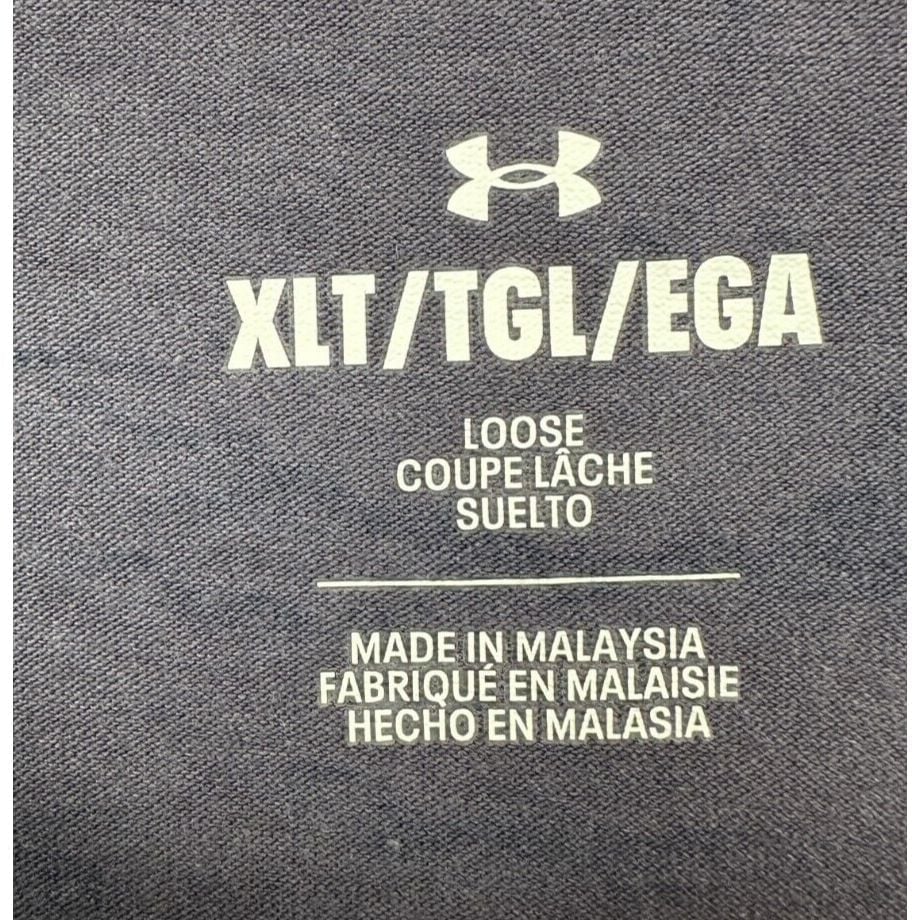 XLT/TGL/EGA
LOOSE
COUPE LÂCHE
SUELTO
MADE IN MALAYSIA
FABRIQUÉ EN MALAISIE
HECHO EN MALASIA